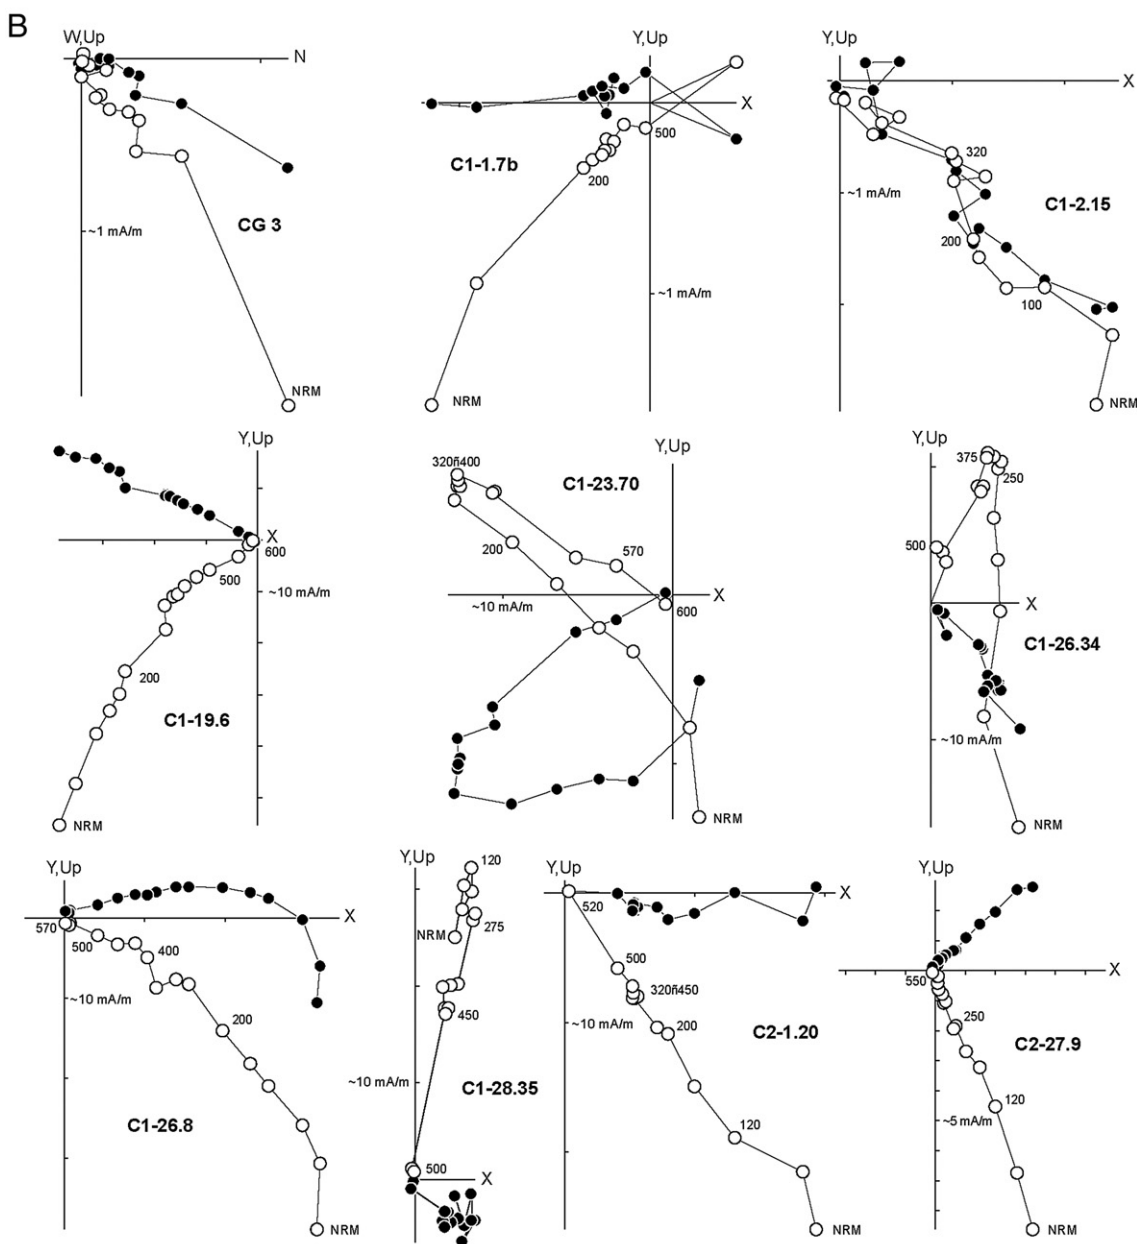 B
W,Up
N
CG 3
~1 mA/m
NRM
Y,Up
X
500
C1-1.7b
200
~1 mA/m
NRM
Y,Up
X
320
~1 mA/m
C1-2.15
200
100
NRM
Y,Up
X
600
500
~10 mA/m
200
C1-19.6
NRM
Y,Up
320ñ400
C1-23.70
200
570
~10 mA/m
X
600
NRM
Y,Up
375
250
500
X
C1-26.34
~10 mA/m
NRM
Y,Up
X
570
500
400
~10 mA/m
200
C1-26.8
NRM
Y,Up
120
NRM
275
450
~10 mA/m
C1-28.35
500
X
Y,Up
X
520
500
320ñ450
~10 mA/m
200
C2-1.20
120
NRM
Y,Up
X
550
250
C2-27.9
120
~5 mA/m
NRM